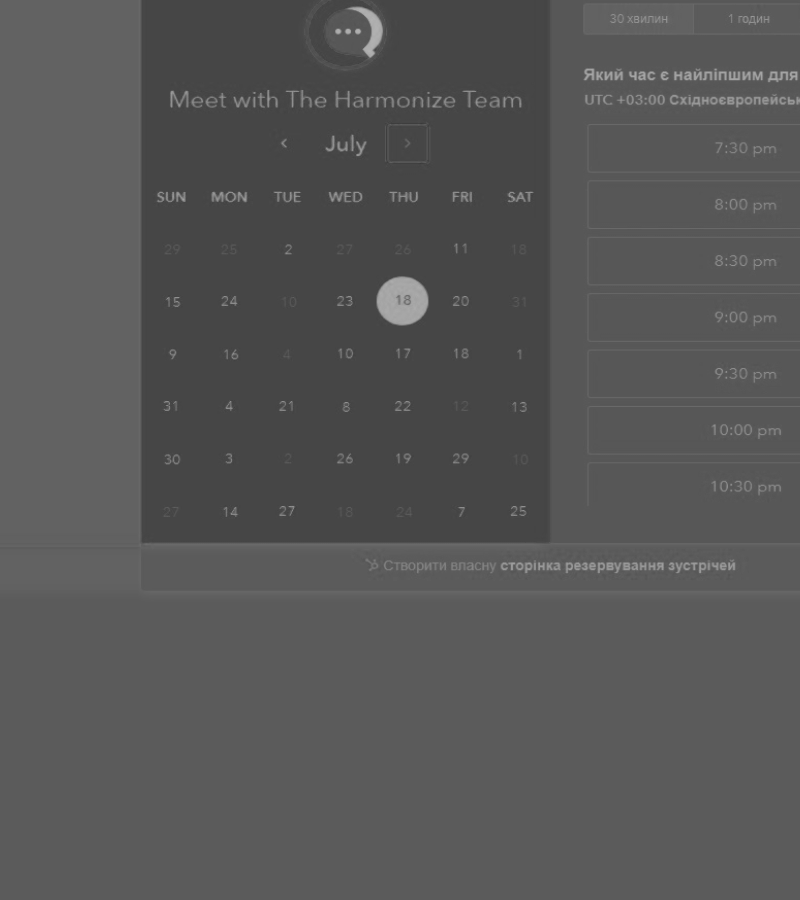 Meet with The Harmonize Team
July
SUN MON TUE WED THU FRI SAT
29 25 2 27 26 11 18
15 24 10 23 18 20 31
9 16 4 10 17 18 1
31 4 21 8 22 12 13
30 3 2 26 19 29 10
27 14 27 18 24 7 25
30 хвилин 1 годин
Який час є найліпшим для
UTC +03:00 Східноєвропейськ
7:30 pm
8:00 pm
8:30 pm
9:00 pm
9:30 pm
10:00 pm
10:30 pm
Створити власну сторінка резервування зустрічей